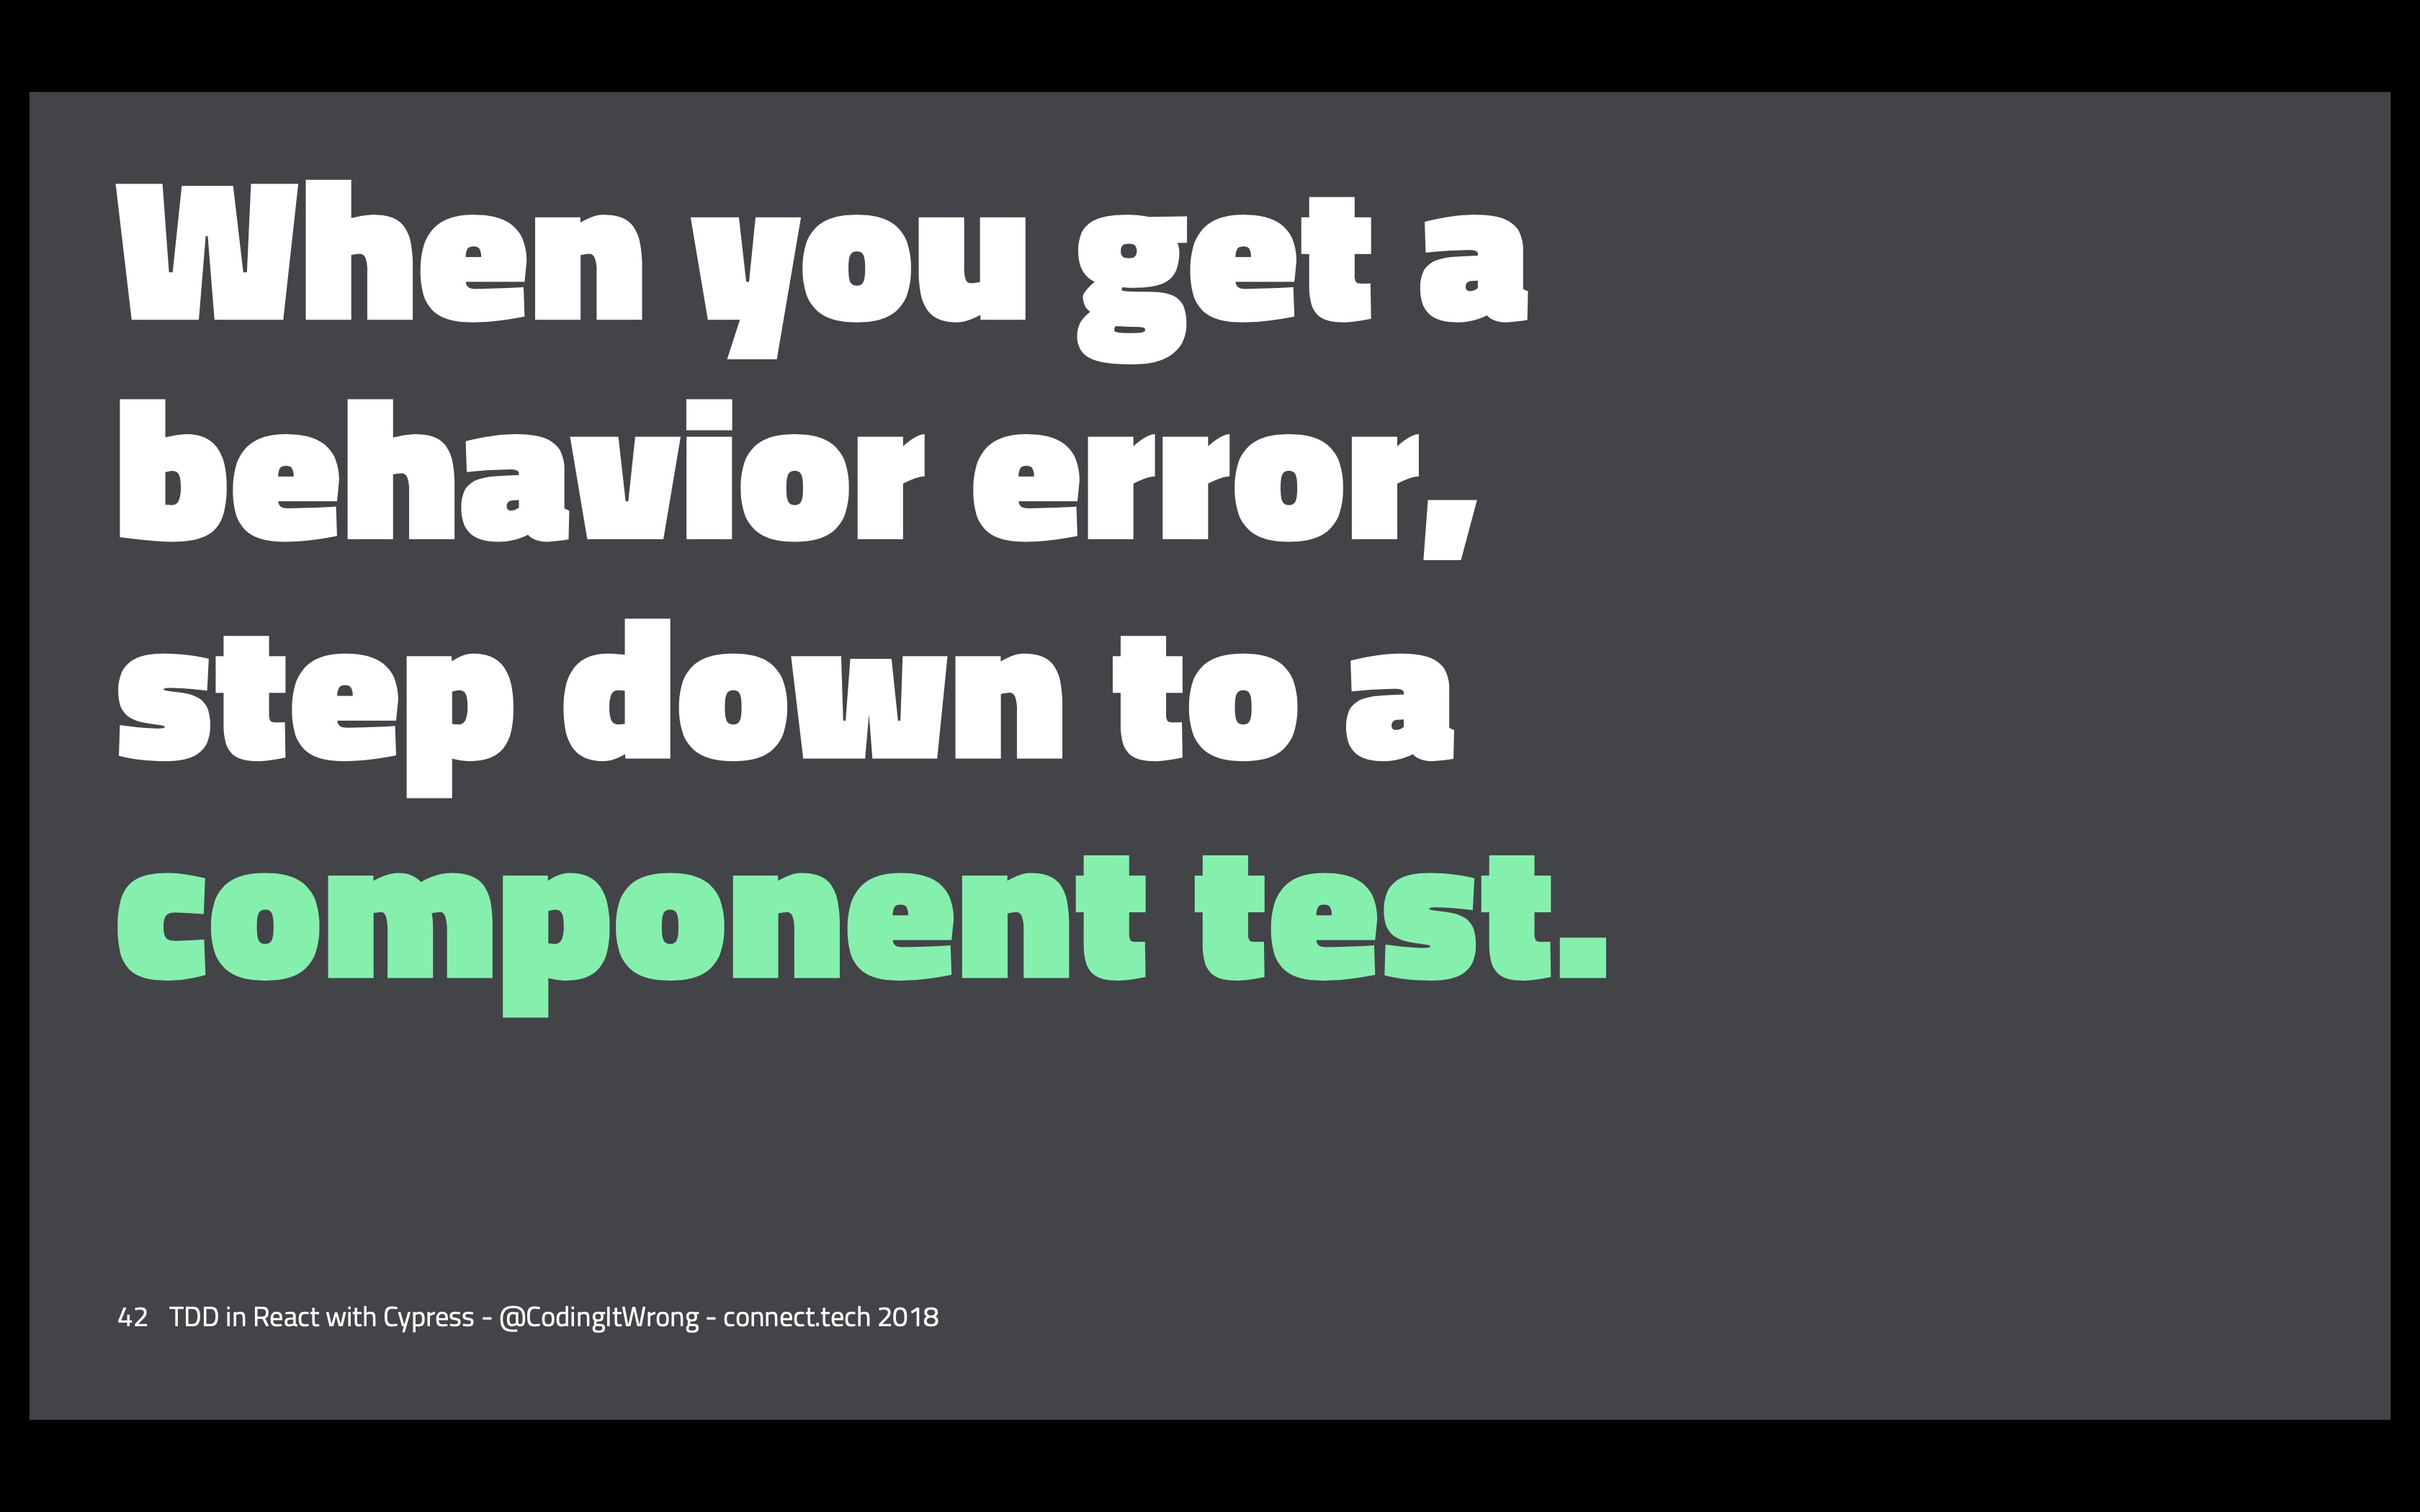 When you get a
behavior error,
step down to a
component test.
42 TDD in React with Cypress - @CodingItWrong - connect.tech 2018